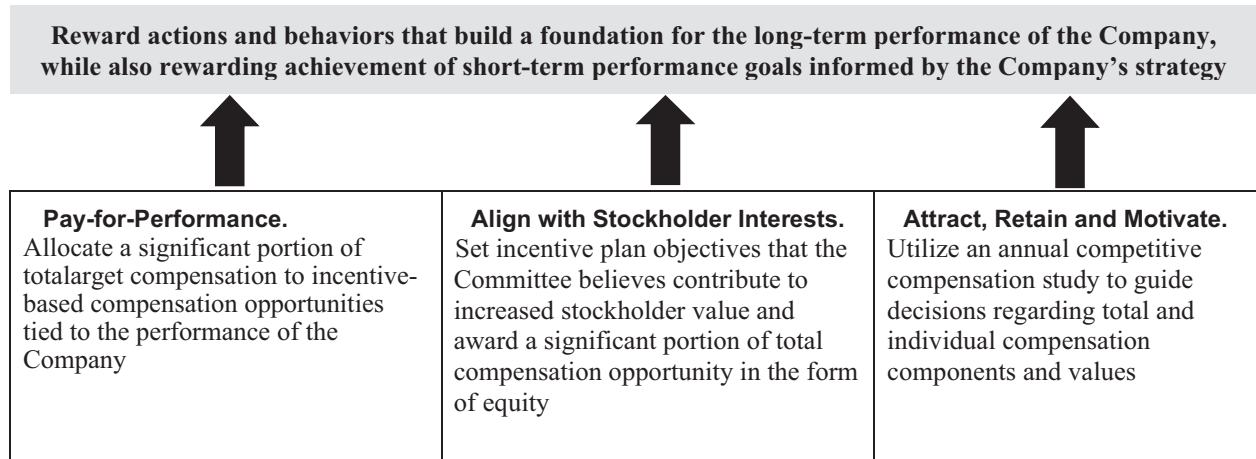 Reward actions and behaviors that build a foundation for the long-term performance of the Company,
while also rewarding achievement of short-term performance goals informed by the Company’s strategy
Pay-for-Performance.
Allocate a significant portion of
totalarget compensation to incentive-
based compensation opportunities
tied to the performance of the
Company
Align with Stockholder Interests.
Set incentive plan objectives that the
Committee believes contribute to
increased stockholder value and
award a significant portion of total
compensation opportunity in the form
of equity
Attract, Retain and Motivate.
Utilize an annual competitive
compensation study to guide
decisions regarding total and
individual compensation
components and values